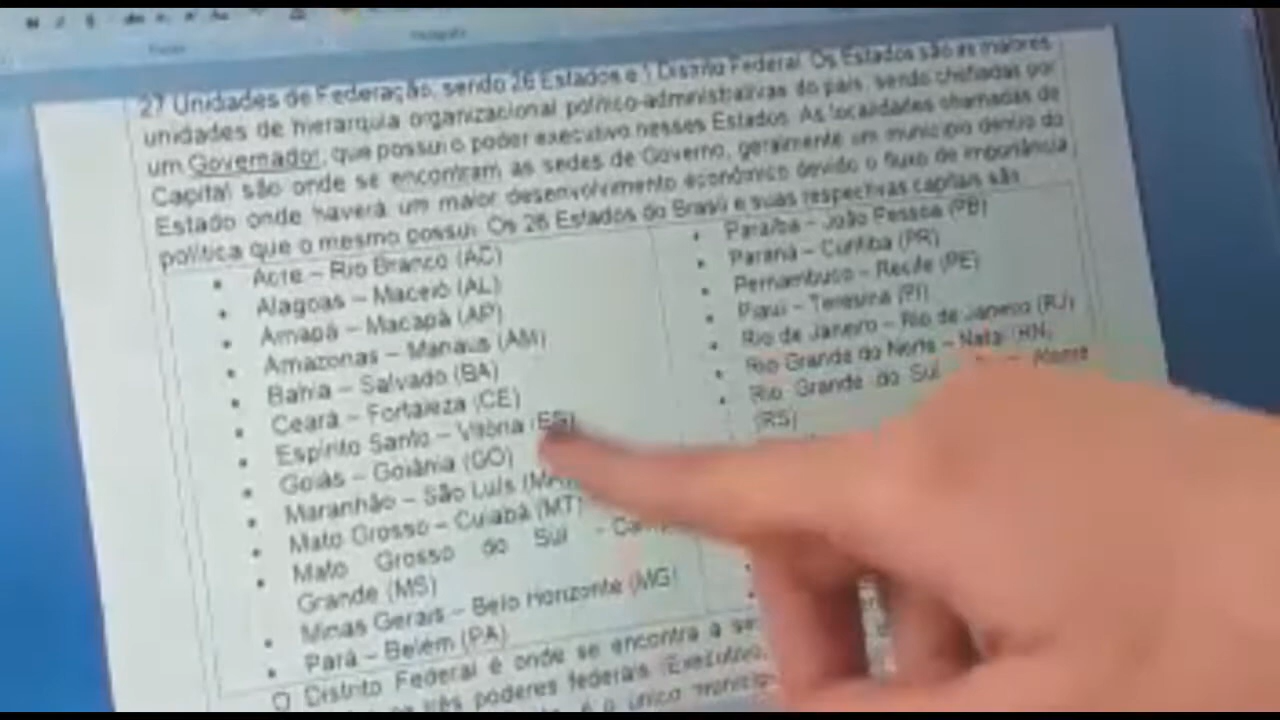 27 Unidades de Federação, sendo 26 Estados e 1 Distrito Federal. Os Estados são as maiores
unidades de hierarquia organizacional político-administrativas do país, sendo chefiadas por
um Governador, que possui o poder executivo nesses Estados. As localidades chamadas de
Capital são onde se encontram as sedes de Governo, geralmente um município dentro do
Estado onde haverá um maior desenvolvimento econômico devido o fluxo de importância
política que o mesmo possui. Os 26 Estados do Brasil e suas respectivas capitais são
• Acre – Rio Branco (AC)
• Alagoas – Maceió (AL)
• Amapá – Macapá (AP)
• Amazonas – Manaus (AM)
• Bahia – Salvado (BA)
• Ceará – Fortaleza (CE)
• Espírito Santo – Vitória (ES)
• Goiás – Goiânia (GO)
• Maranhão – São Luís (MA)
• Mato Grosso – Cuiabá (MT)
• Mato Grosso do Sul -
Grande (MS)
• Minas Gerais – Belo Horizonte (MG)
• Pará – Belém (PA)
• Paraíba – João Pessoa (PB)
• Paraná – Curitiba (PR)
• Pernambuco – Recife (PE)
• Piauí – Teresina (PI)
• Rio de Janeiro – Rio de Janeiro (RJ)
• Rio Grande do Norte – Natal (RN)
• Rio Grande do Sul – Alegre
(RS)
O Distrito Federal é onde se encontra a
três poderes federais (Executivo,
é o único